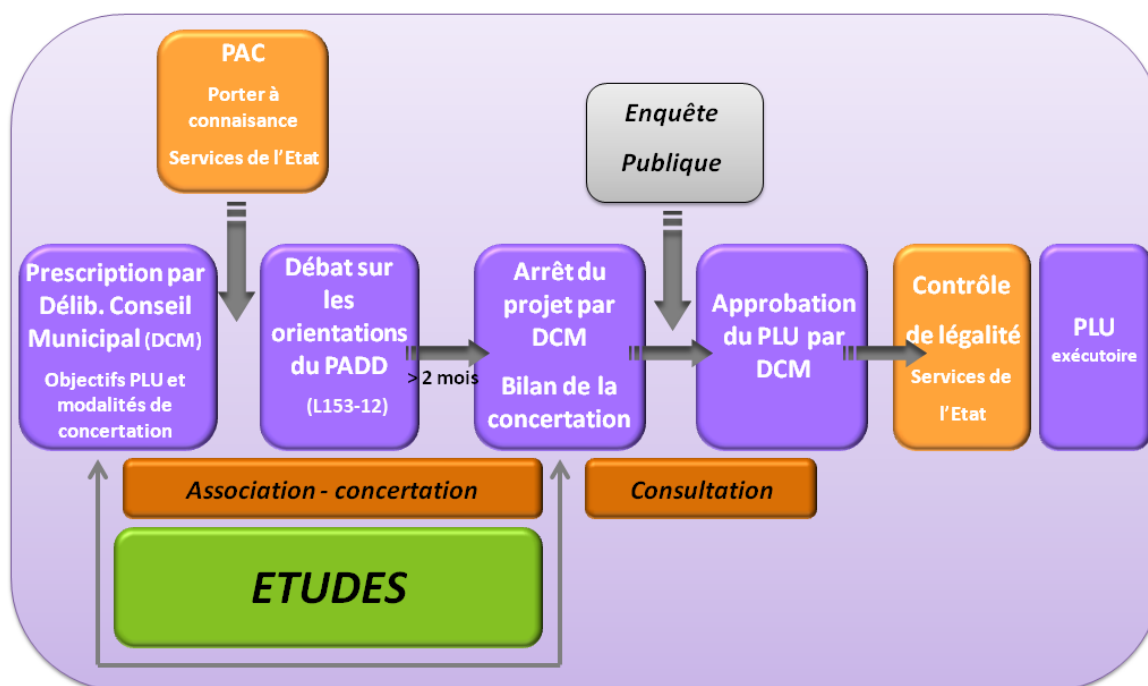 PAC
Porter à
connaisance
Services de l'Etat
Enquête
Publique
Prescription par
Délib. Conseil
Municipal (DCM)
Objectifs PLU et
modalités de
concertation
Débat sur
les
orientations
du PADD
(L153-12)
> 2 mois
Arrêt du
projet par
DCM
Bilan de la
concertation
Approbation
du PLU par
DCM
Contrôle
de légalité
Services de
l'Etat
PLU
exécutoire
Association - concertation
Consultation
ETUDES